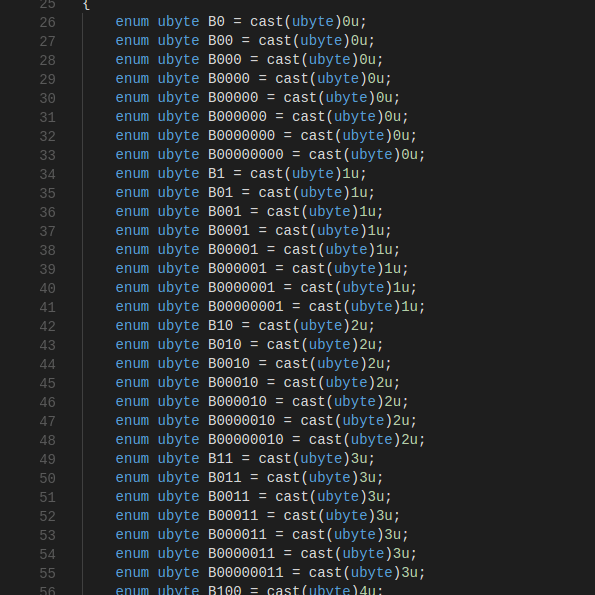 25 {
26 enum ubyte B0 = cast(ubyte)0u;
27 enum ubyte B00 = cast(ubyte)0u;
28 enum ubyte B000 = cast(ubyte)0u;
29 enum ubyte B0000 = cast(ubyte)0u;
30 enum ubyte B00000 = cast(ubyte)0u;
31 enum ubyte B000000 = cast(ubyte)0u;
32 enum ubyte B0000000 = cast(ubyte)0u;
33 enum ubyte B00000000 = cast(ubyte)0u;
34 enum ubyte B1 = cast(ubyte)1u;
35 enum ubyte B01 = cast(ubyte)1u;
36 enum ubyte B001 = cast(ubyte)1u;
37 enum ubyte B0001 = cast(ubyte)1u;
38 enum ubyte B00001 = cast(ubyte)1u;
39 enum ubyte B000001 = cast(ubyte)1u;
40 enum ubyte B0000001 = cast(ubyte)1u;
41 enum ubyte B00000001 = cast(ubyte)1u;
42 enum ubyte B10 = cast(ubyte)2u;
43 enum ubyte B010 = cast(ubyte)2u;
44 enum ubyte B0010 = cast(ubyte)2u;
45 enum ubyte B00010 = cast(ubyte)2u;
46 enum ubyte B000010 = cast(ubyte)2u;
47 enum ubyte B0000010 = cast(ubyte)2u;
48 enum ubyte B00000010 = cast(ubyte)2u;
49 enum ubyte B11 = cast(ubyte)3u;
50 enum ubyte B011 = cast(ubyte)3u;
51 enum ubyte B0011 = cast(ubyte)3u;
52 enum ubyte B00011 = cast(ubyte)3u;
53 enum ubyte B000011 = cast(ubyte)3u;
54 enum ubyte B0000011 = cast(ubyte)3u;
55 enum ubyte B00000011 = cast(ubyte)3u;
56 enum ubyte B100 = cast(ubyte)4u;